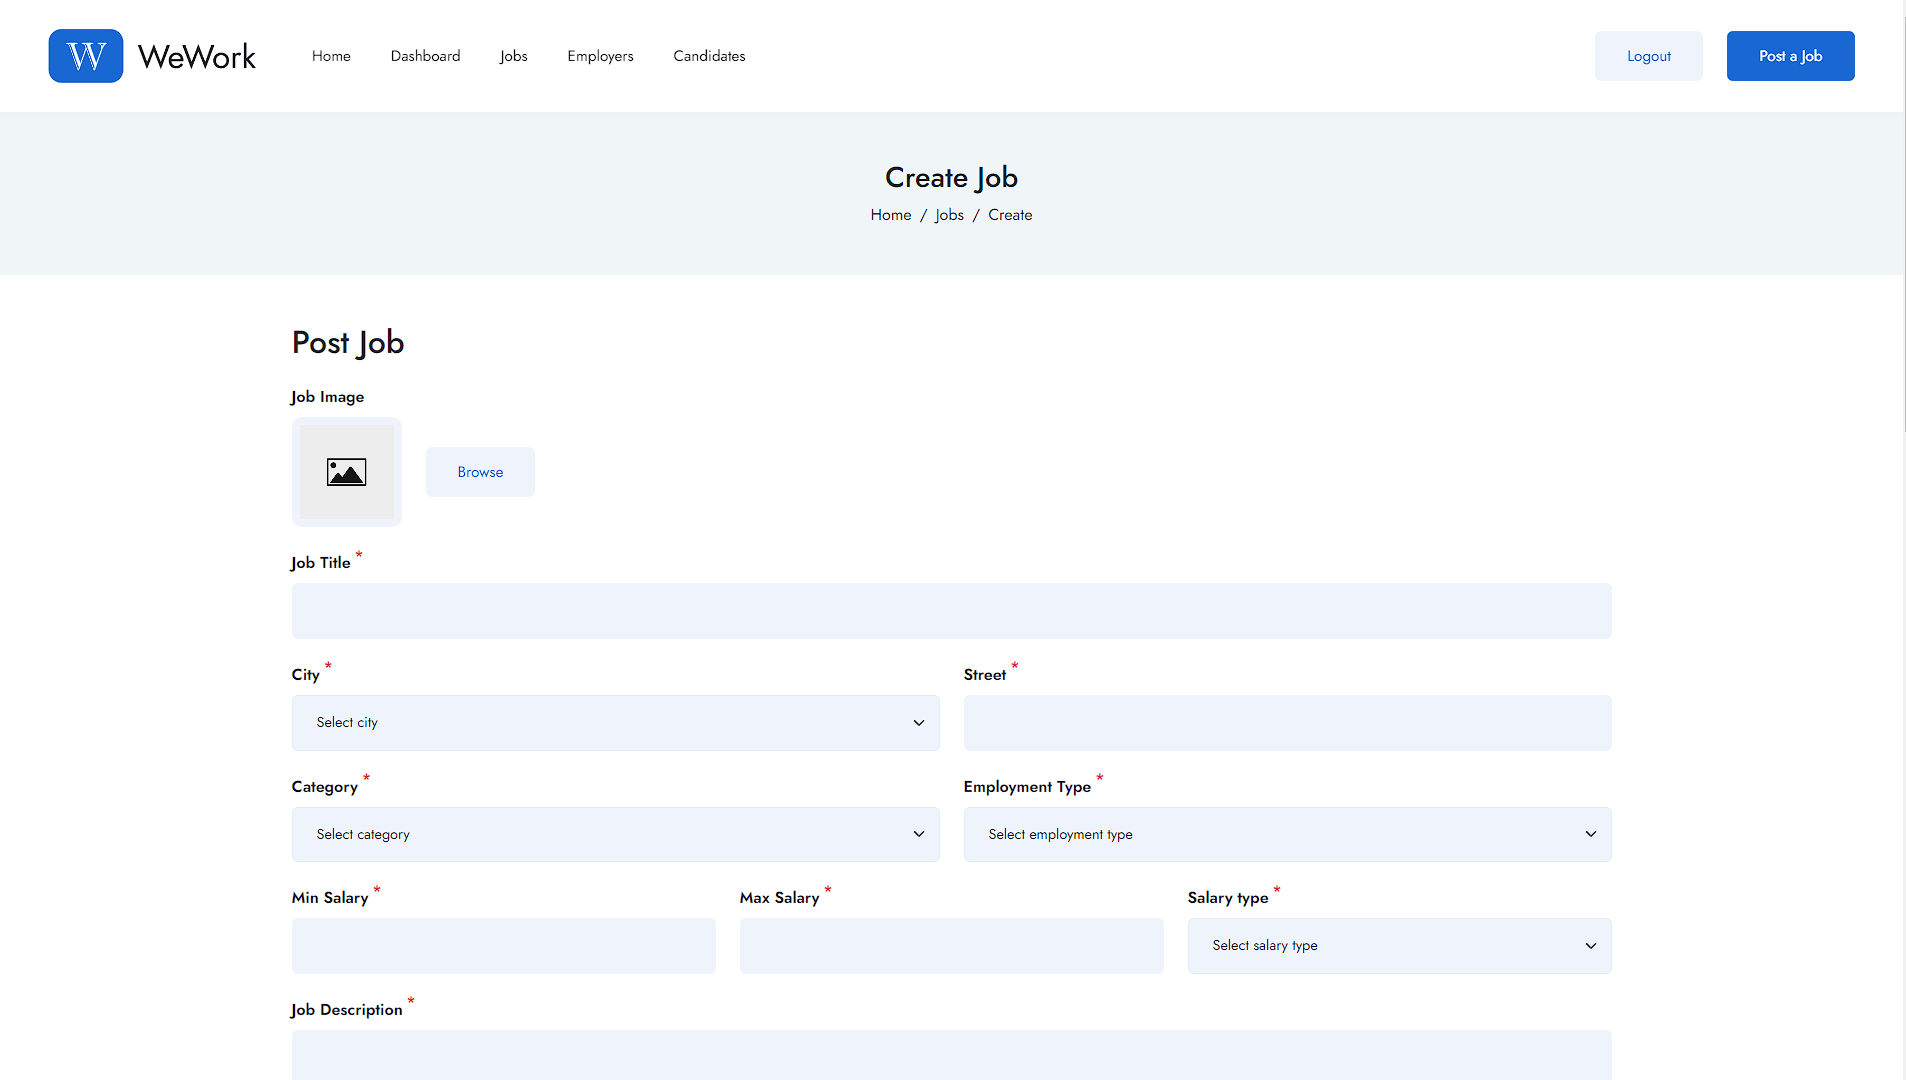 W WeWork Home Dashboard Jobs Employers Candidates Logout Post a Job
Create Job
Home / Jobs / Create
Post Job
Job Image
Browse
Job Title *
City * Street *
Select city
Category * Employment Type *
Select category Select employment type
Min Salary * Max Salary * Salary type *
Select salary type
Job Description *